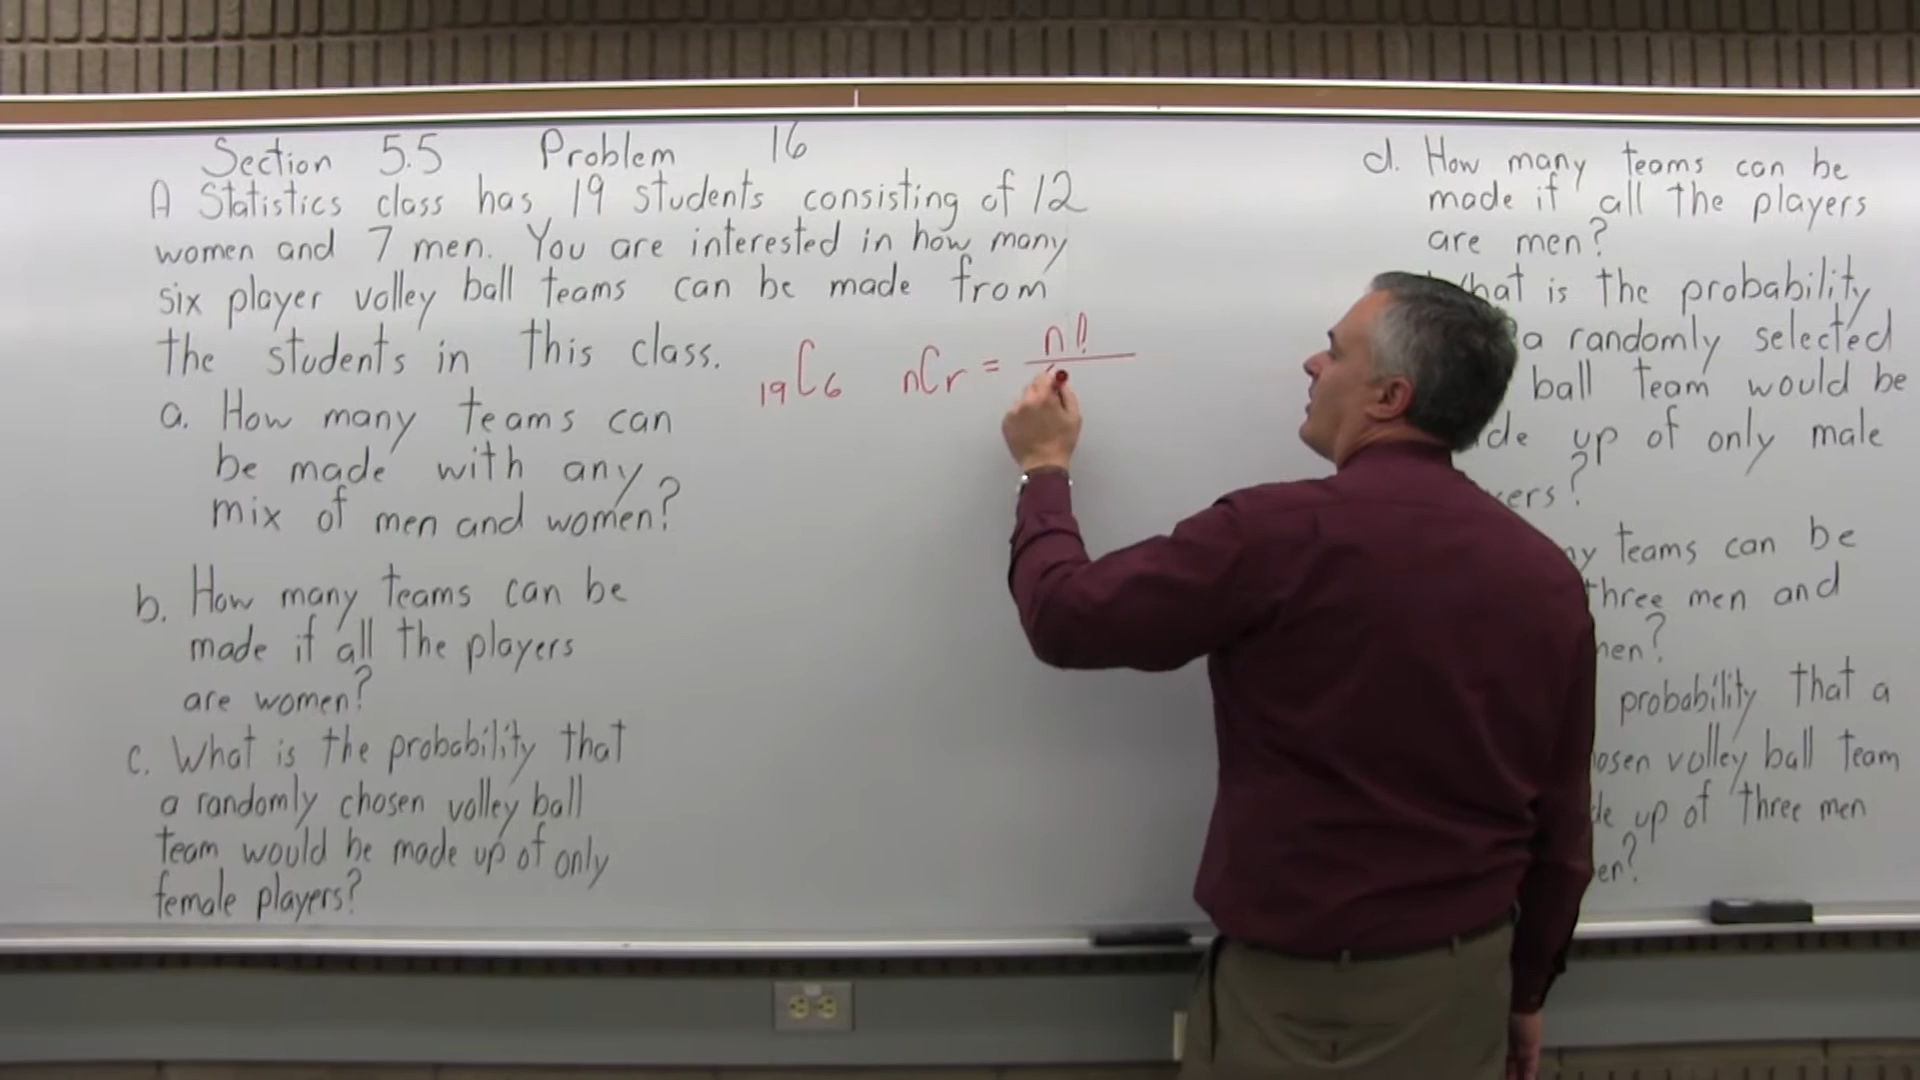 Section 5.5 Problem 16
A Statistics class has 19 students consisting of 12
women and 7 men. You are interested in how many
six player volley ball teams can be made from
the students in this class.
19C6 nCr = n!
a. How many teams can
be made with any
mix of men and women?
b. How many teams can be
made if all the players
are women?
c. What is the probability that
a randomly chosen volley ball
team would be made up of only
female players?
d. How many teams can be
made if all the players
are men?
is the probability
a randomly selected
ball team would be
up of only male
teams can be
three men and
probability that a
volley ball team
up of three men